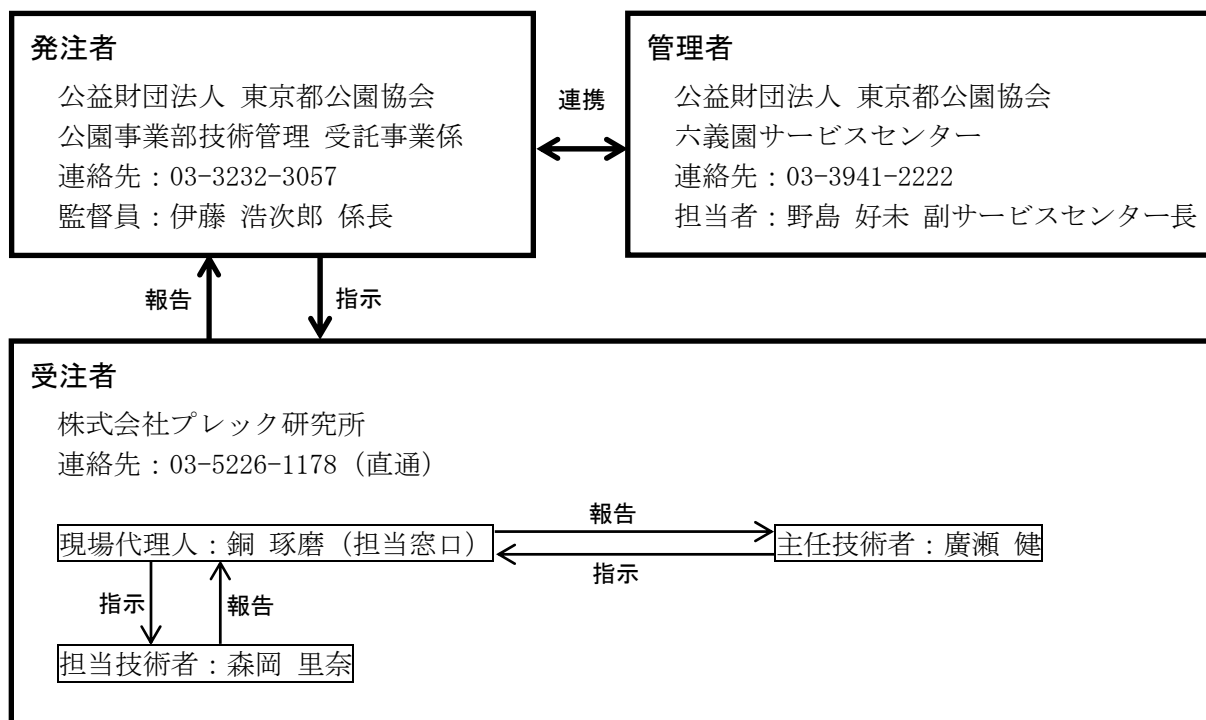 発注者
公益財団法人 東京都公園協会
公園事業部技術管理 受託事業係
連絡先：03-3232-3057
監督員：伊藤 浩次郎 係長
連携
管理者
公益財団法人 東京都公園協会
六義園サービスセンター
連絡先：03-3941-2222
担当者：野島 好未 副サービスセンター長
報告
指示
受注者
株式会社プレック研究所
連絡先：03-5226-1178（直通）
現場代理人：銅 琢磨（担当窓口）
報告
指示
主任技術者：廣瀬 健
指示
報告
担当技術者：森岡 里奈